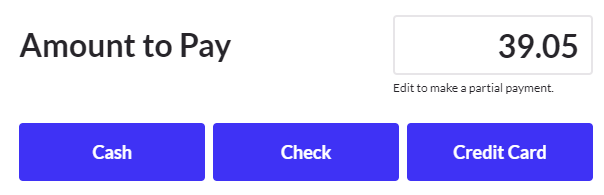 Amount to Pay
39.05
Edit to make a partial payment.
Cash
Check
Credit Card